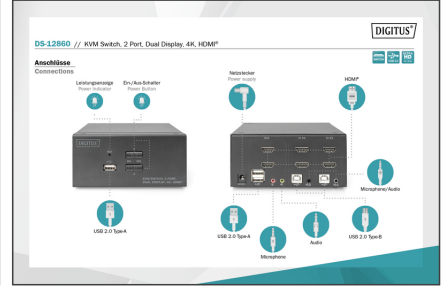 DIGITUS®
DS-12860 // KVM Switch, 2 Port, Dual Display, 4K, HDMI®
Anschlüsse
Connections
Leistungsanzeige
Power Indicator
Ein-/Aus-Schalter
Power Button
Netzstecker
Power supply
HDMI®
DIGITUS
Microphone/Audio
USB 2.0 Type-A
USB 2.0 Type-A
Microphone
Audio
USB 2.0 Type-B